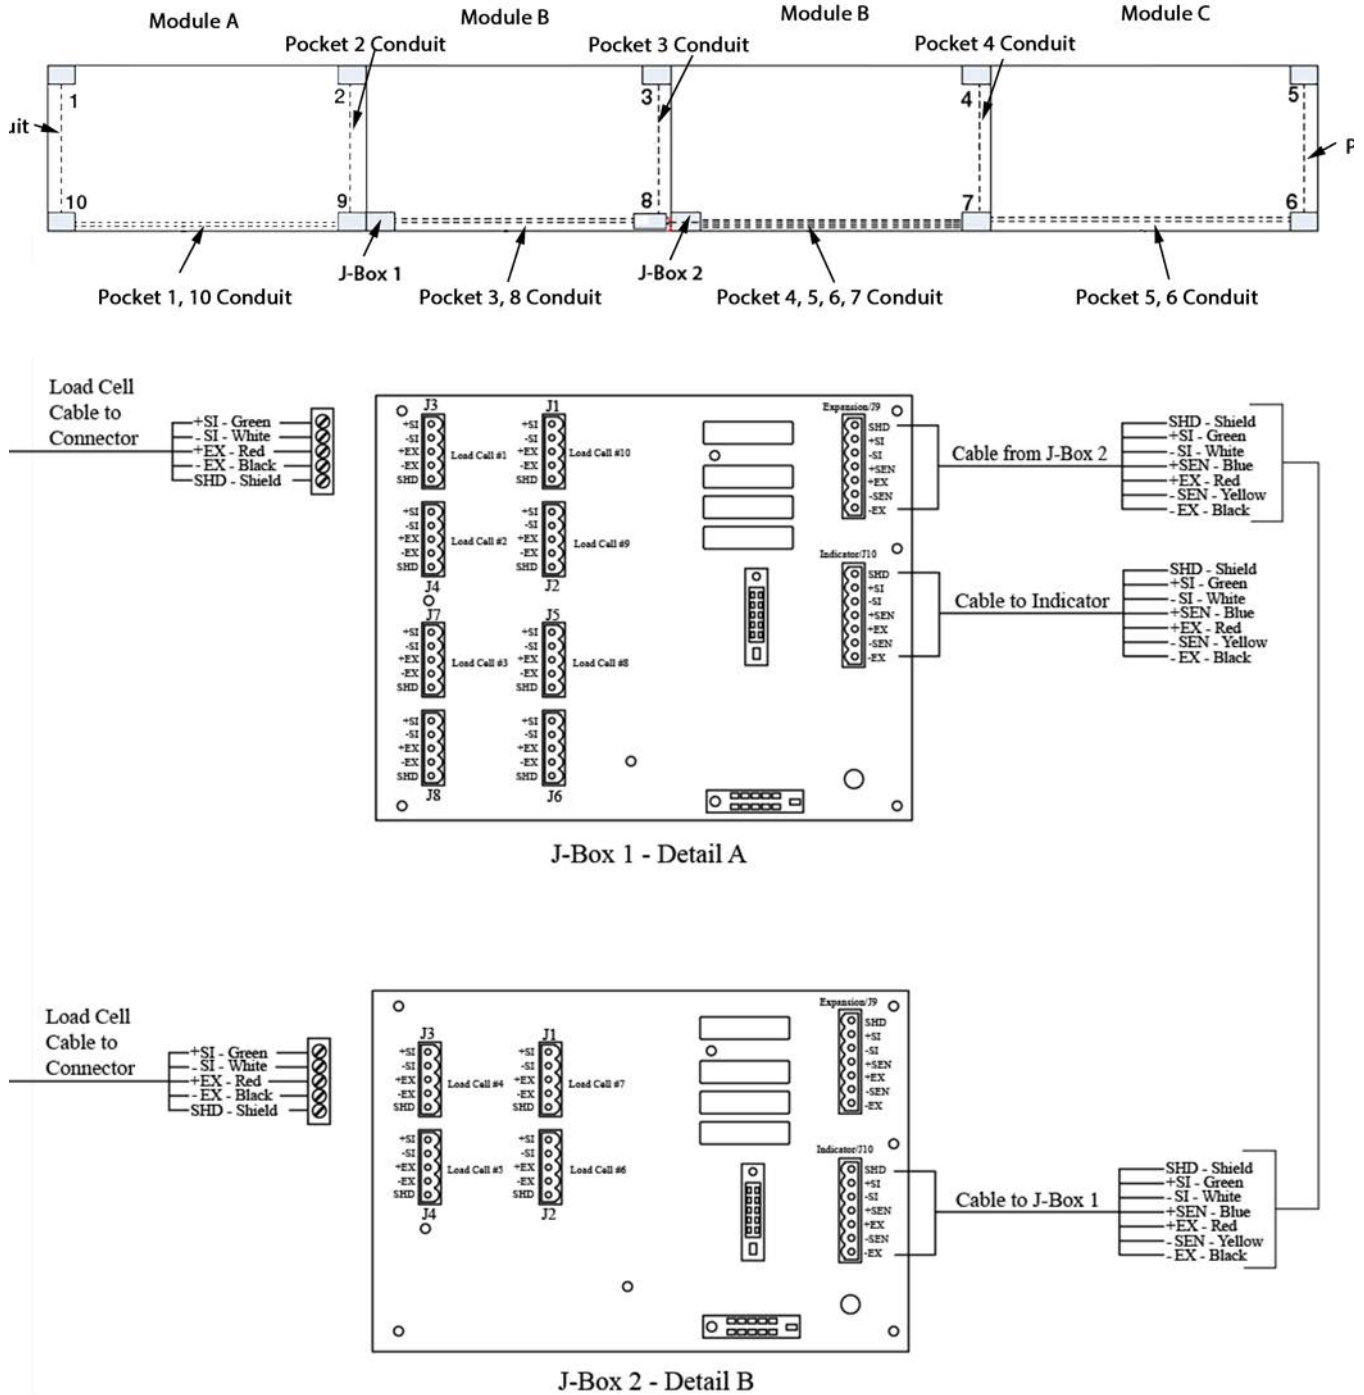 Module A
Module B
Module B
Module C
Pocket 2 Conduit
Pocket 3 Conduit
Pocket 4 Conduit
1
2
3
4
5
uit
P
10
9
8
7
6
J-Box 1
J-Box 2
Pocket 1, 10 Conduit
Pocket 3, 8 Conduit
Pocket 4, 5, 6, 7 Conduit
Pocket 5, 6 Conduit
Load Cell
Cable to
Connector
+SI - Green
- SI - White
+EX - Red
- EX - Black
SHD - Shield
J3
+SI
-SI
+EX
-EX
SHD
Load Cell #1
J1
+SI
-SI
+EX
-EX
SHD
Load Cell #10
+SI
-SI
+EX
-EX
SHD
Load Cell #2
J4
+SI
-SI
+EX
-EX
SHD
Load Cell #9
J2
J7
+SI
-SI
+EX
-EX
SHD
Load Cell #3
J5
+SI
-SI
+EX
-EX
SHD
Load Cell #8
+SI
-SI
+EX
-EX
SHD
J8
+SI
-SI
+EX
-EX
SHD
J6
Expansion/J9
SHD
+SI
-SI
+SEN
+EX
-SEN
-EX
Cable from J-Box 2
SHD - Shield
+SI - Green
- SI - White
+SEN - Blue
+EX - Red
- SEN - Yellow
- EX - Black
Indicator/J10
SHD
+SI
-SI
+SEN
+EX
-SEN
-EX
Cable to Indicator
SHD - Shield
+SI - Green
- SI - White
+SEN - Blue
+EX - Red
- SEN - Yellow
- EX - Black
J-Box 1 - Detail A
Load Cell
Cable to
Connector
+SI - Green
- SI - White
+EX - Red
- EX - Black
SHD - Shield
J3
+SI
-SI
+EX
-EX
SHD
Load Cell #4
J1
+SI
-SI
+EX
-EX
SHD
Load Cell #7
+SI
-SI
+EX
-EX
SHD
Load Cell #5
J4
+SI
-SI
+EX
-EX
SHD
Load Cell #6
J2
Expansion/J9
SHD
+SI
-SI
+SEN
+EX
-SEN
-EX
Indicator/J10
SHD
+SI
-SI
+SEN
+EX
-SEN
-EX
Cable to J-Box 1
SHD - Shield
+SI - Green
- SI - White
+SEN - Blue
+EX - Red
- SEN - Yellow
- EX - Black
J-Box 2 - Detail B